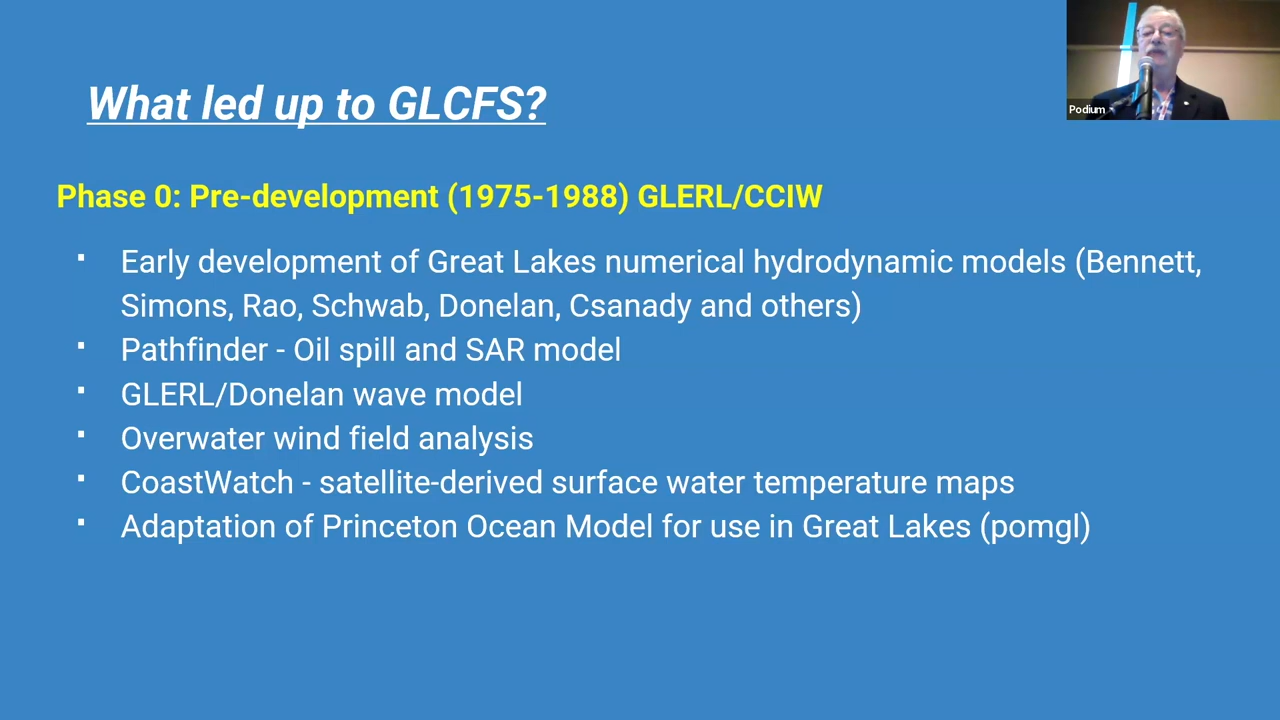 What led up to GLCFS?
Podium
Phase 0: Pre-development (1975-1988) GLERL/CCIW
▪ Early development of Great Lakes numerical hydrodynamic models (Bennett,
Simons, Rao, Schwab, Donelan, Csanady and others)
▪ Pathfinder - Oil spill and SAR model
▪ GLERL/Donelan wave model
▪ Overwater wind field analysis
▪ CoastWatch - satellite-derived surface water temperature maps
▪ Adaptation of Princeton Ocean Model for use in Great Lakes (pomgl)